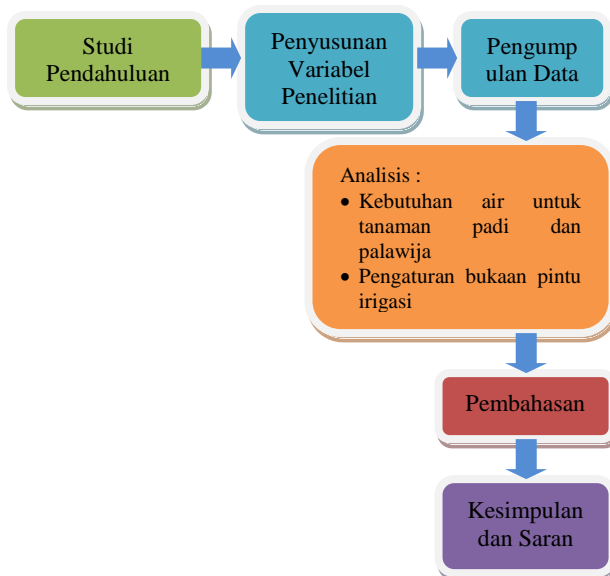 Studi
Pendahuluan
Penyusunan
Variabel
Penelitian
Pengump
ulan Data
Analisis :
• Kebutuhan air untuk
tanaman padi dan
palawija
• Pengaturan bukaan pintu
irigasi
Pembahasan
Kesimpulan
dan Saran